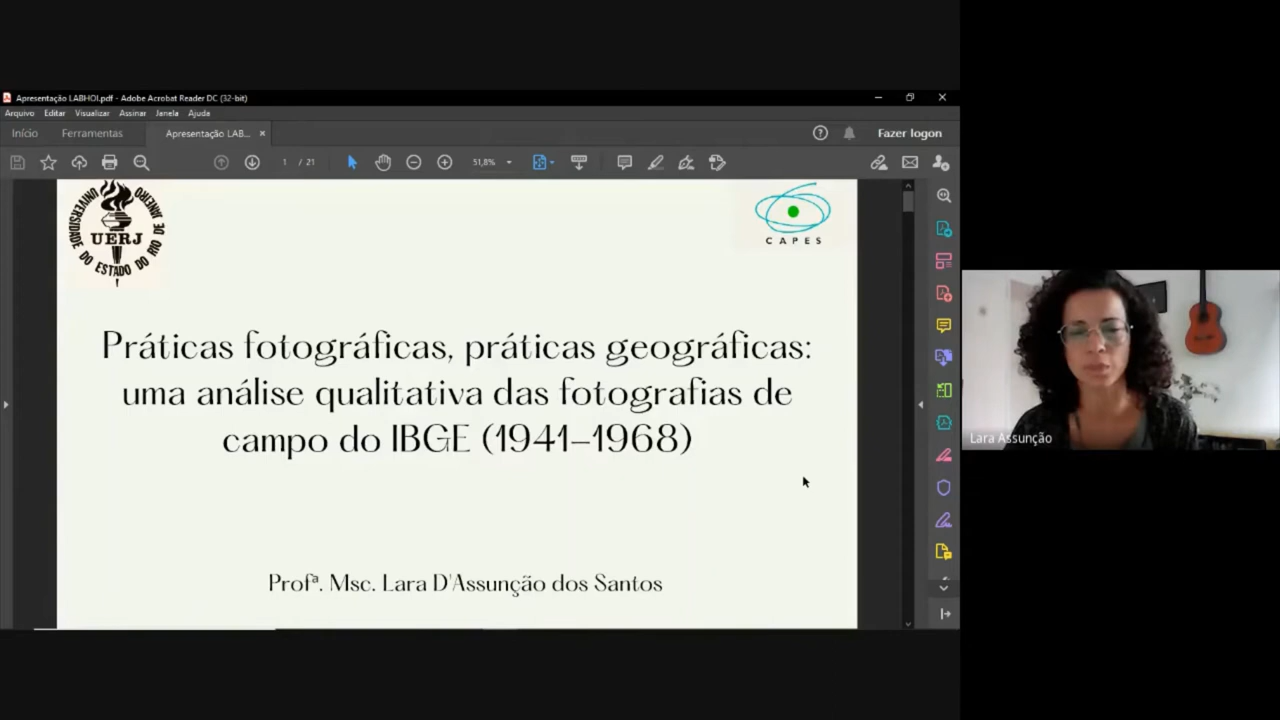 Apresentação LABHOI.pdf - Adobe Acrobat Reader DC (32-bit)
Arquivo Editar Visualizar Assinar Janela Ajuda
Início Ferramentas Apresentação LAB... Fazer logon
1 / 21 51,8%
UNIVERSIDADE DO ESTADO DO RIO DE JANEIRO
UERJ
CAPES
Práticas fotográficas, práticas geográficas:
uma análise qualitativa das fotografias de
campo do IBGE (1941–1968)
Lara Assunção
Profª. Msc. Lara D'Assunção dos Santos